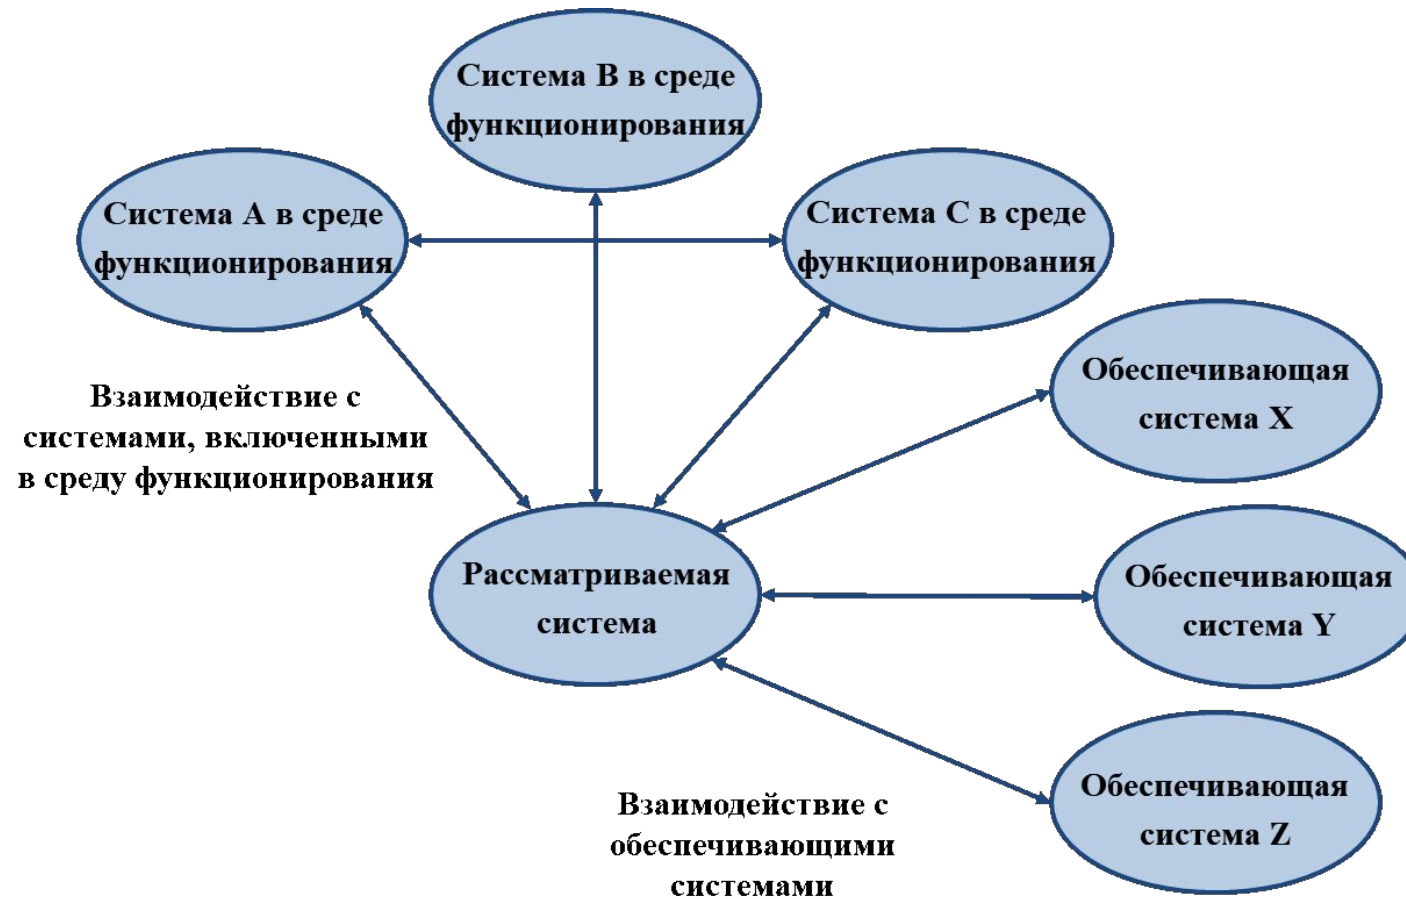 Система B в среде
функционирования
Система А в среде
функционирования
Система С в среде
функционирования
Обеспечивающая
система X
Взаимодействие с
системами, включенными
в среду функционирования
Рассматриваемая
система
Обеспечивающая
система Y
Обеспечивающая
система Z
Взаимодействие с
обеспечивающими
системами